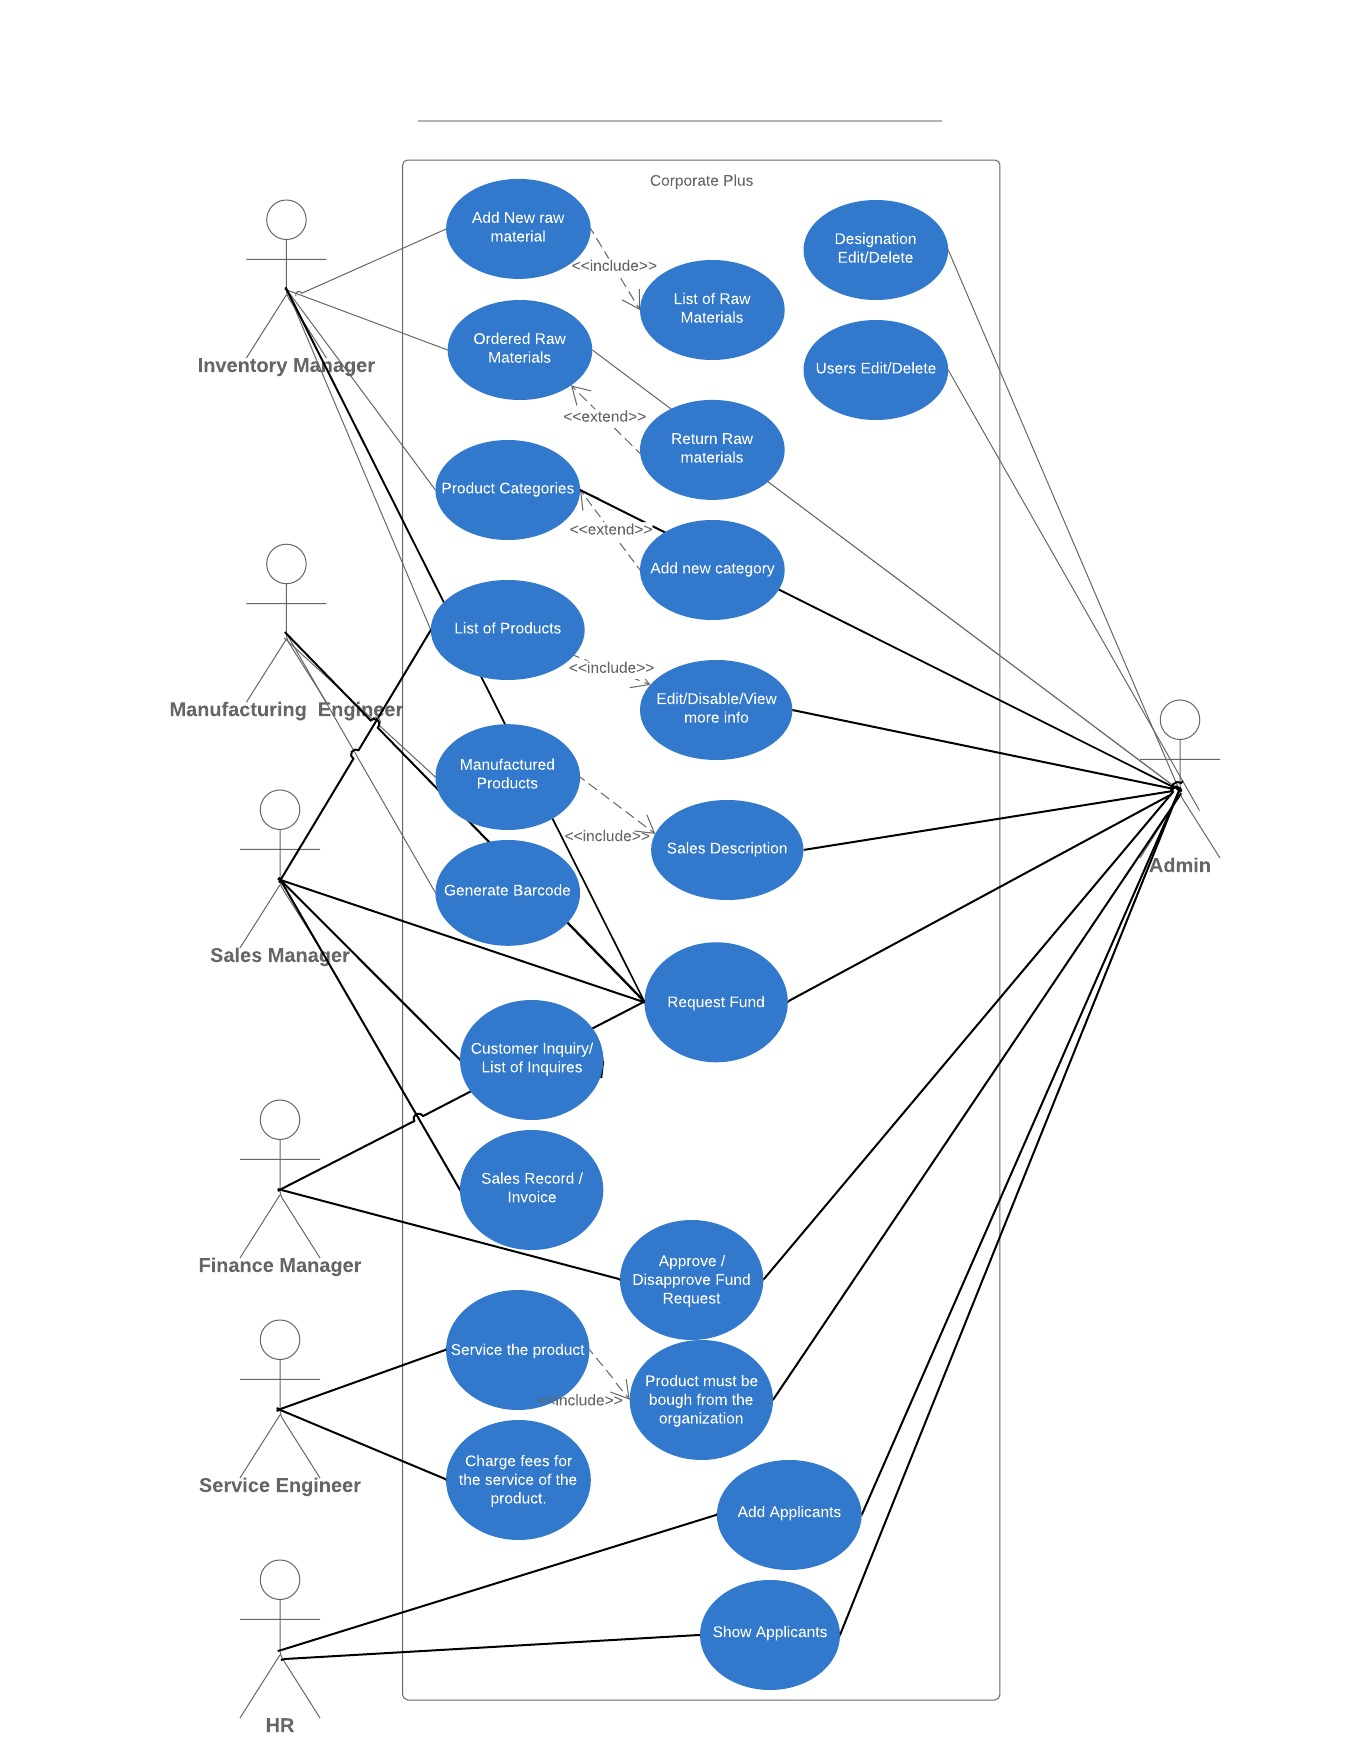 Corporate Plus
Add New raw
material
Designation
Edit/Delete
<<include>>
List of Raw
Materials
Ordered Raw
Materials
Inventory Manager
Users Edit/Delete
<<extend>>
Return Raw
materials
Product Categories
<<extend>>
Add new category
List of Products
<<include>>
Edit/Disable/View
more info
Manufacturing  Engineer
Manufactured
Products
<<include>>
Sales Description
Admin
Generate Barcode
Sales Manager
Request Fund
Customer Inquiry/
List of Inquires
Sales Record /
Invoice
Finance Manager
Approve /
Disapprove Fund
Request
Service the product
<<include>>
Product must be
bough from the
organization
Charge fees for
the service of the
product.
Service Engineer
Add Applicants
Show Applicants
HR